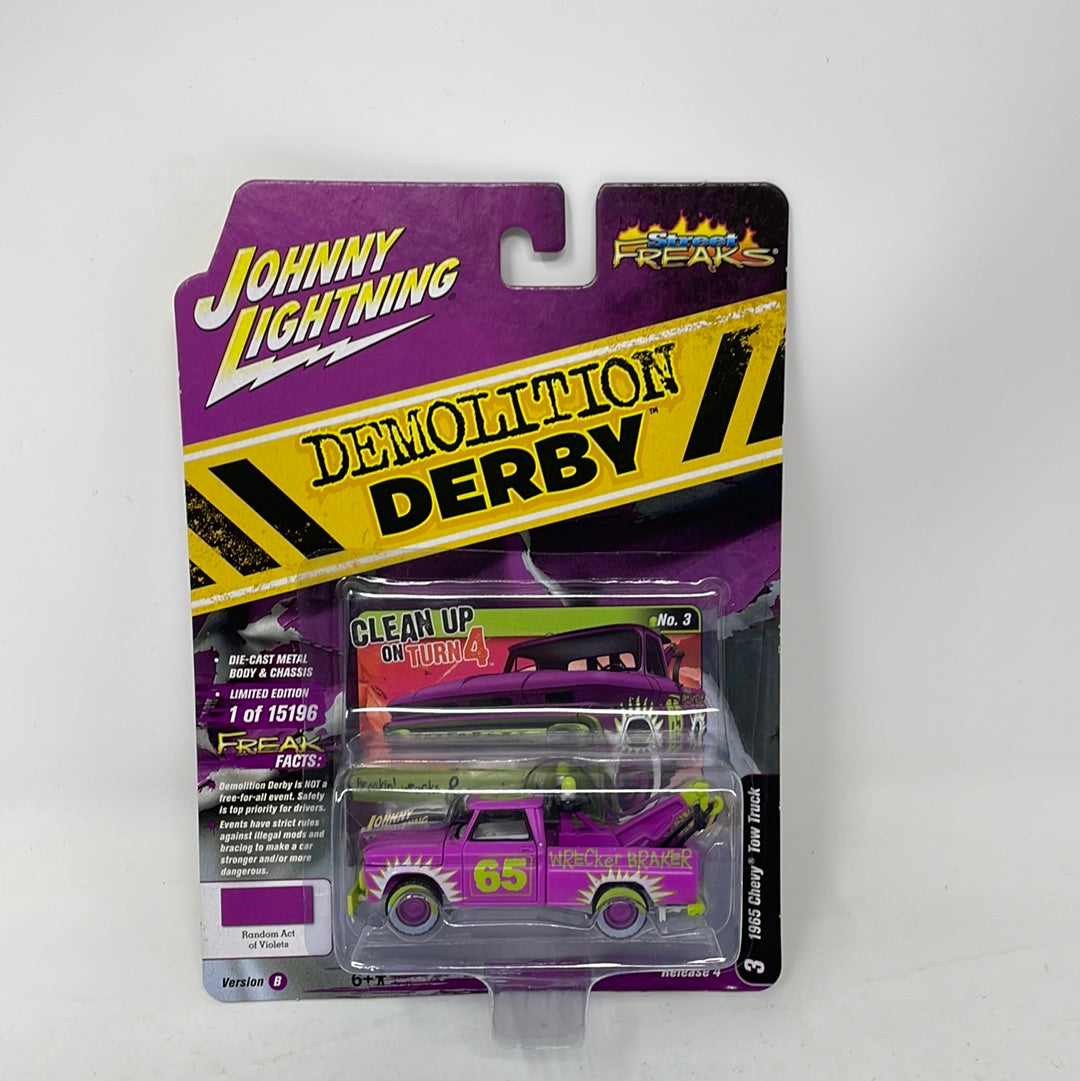 JOHNNY
LIGHTNING®
Street
FREAKS®
DEMOLITION
DERBY™
CLEAN UP
ON TURN 4™
No. 3
• DIE-CAST METAL
BODY & CHASSIS
• LIMITED EDITION
1 of 15196
FREAK
FACTS:
Demolition Derby is NOT a
free-for-all event. Safety
is top priority for drivers.
Events have strict rules
against illegal mods and
bracing to make a car
stronger and/or more
dangerous.
Random Act
of Violets
Version B
6+
JOHNNY
LIGHTNING
65
WRECKer BRAKER
Release 4
3 1965 Chevy® Tow Truck